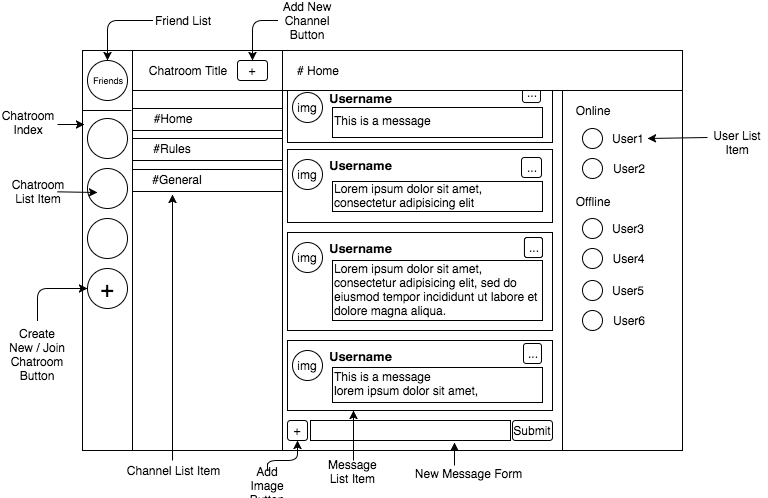 Friend List
Add New
Channel
Button
Friends
Chatroom Title
+
# Home
Chatroom
Index
#Home
#Rules
#General
Chatroom
List Item
+
Create
New / Join
Chatroom
Button
img
Username
...
This is a message
img
Username
...
Lorem ipsum dolor sit amet,
consectetur adipisicing elit
img
Username
...
Lorem ipsum dolor sit amet,
consectetur adipisicing elit, sed do
eiusmod tempor incididunt ut labore et
dolore magna aliqua.
img
Username
...
This is a message
lorem ipsum dolor sit amet,
+
Submit
Online
User1
User2
Offline
User3
User4
User5
User6
User List
Item
Channel List Item
Add
Image
Button
Message
List Item
New Message Form